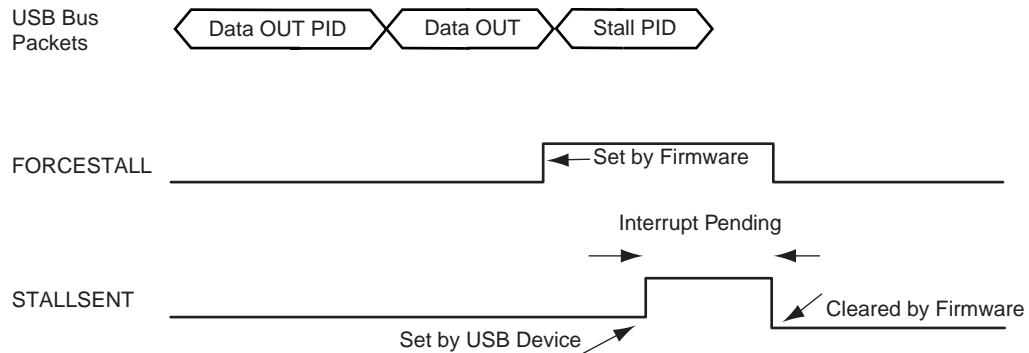 USB Bus
Packets
Data OUT PID
Data OUT
Stall PID
FORCESTALL
Set by Firmware
Interrupt Pending
STALLSENT
Cleared by Firmware
Set by USB Device